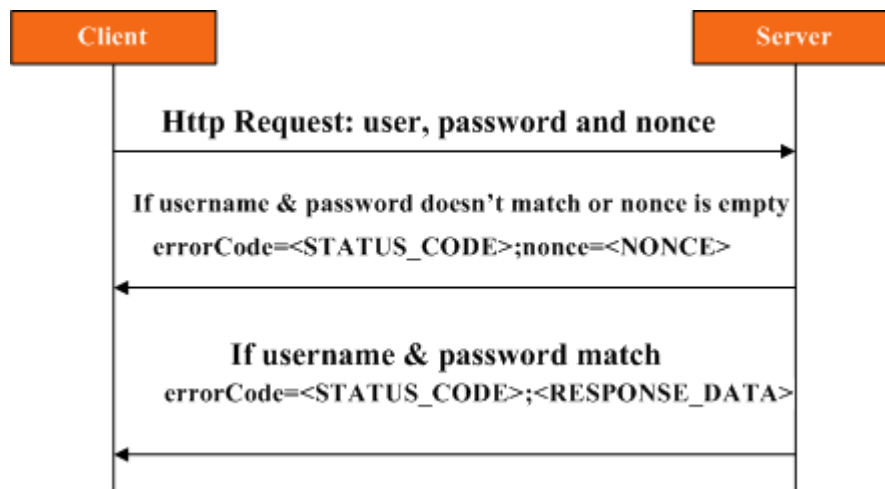 Client
Server
Http Request: user, password and nonce
If username & password doesn't match or nonce is empty
errorCode=<STATUS_CODE>;nonce=<NONCE>
If username & password match
errorCode=<STATUS_CODE>;<RESPONSE_DATA>